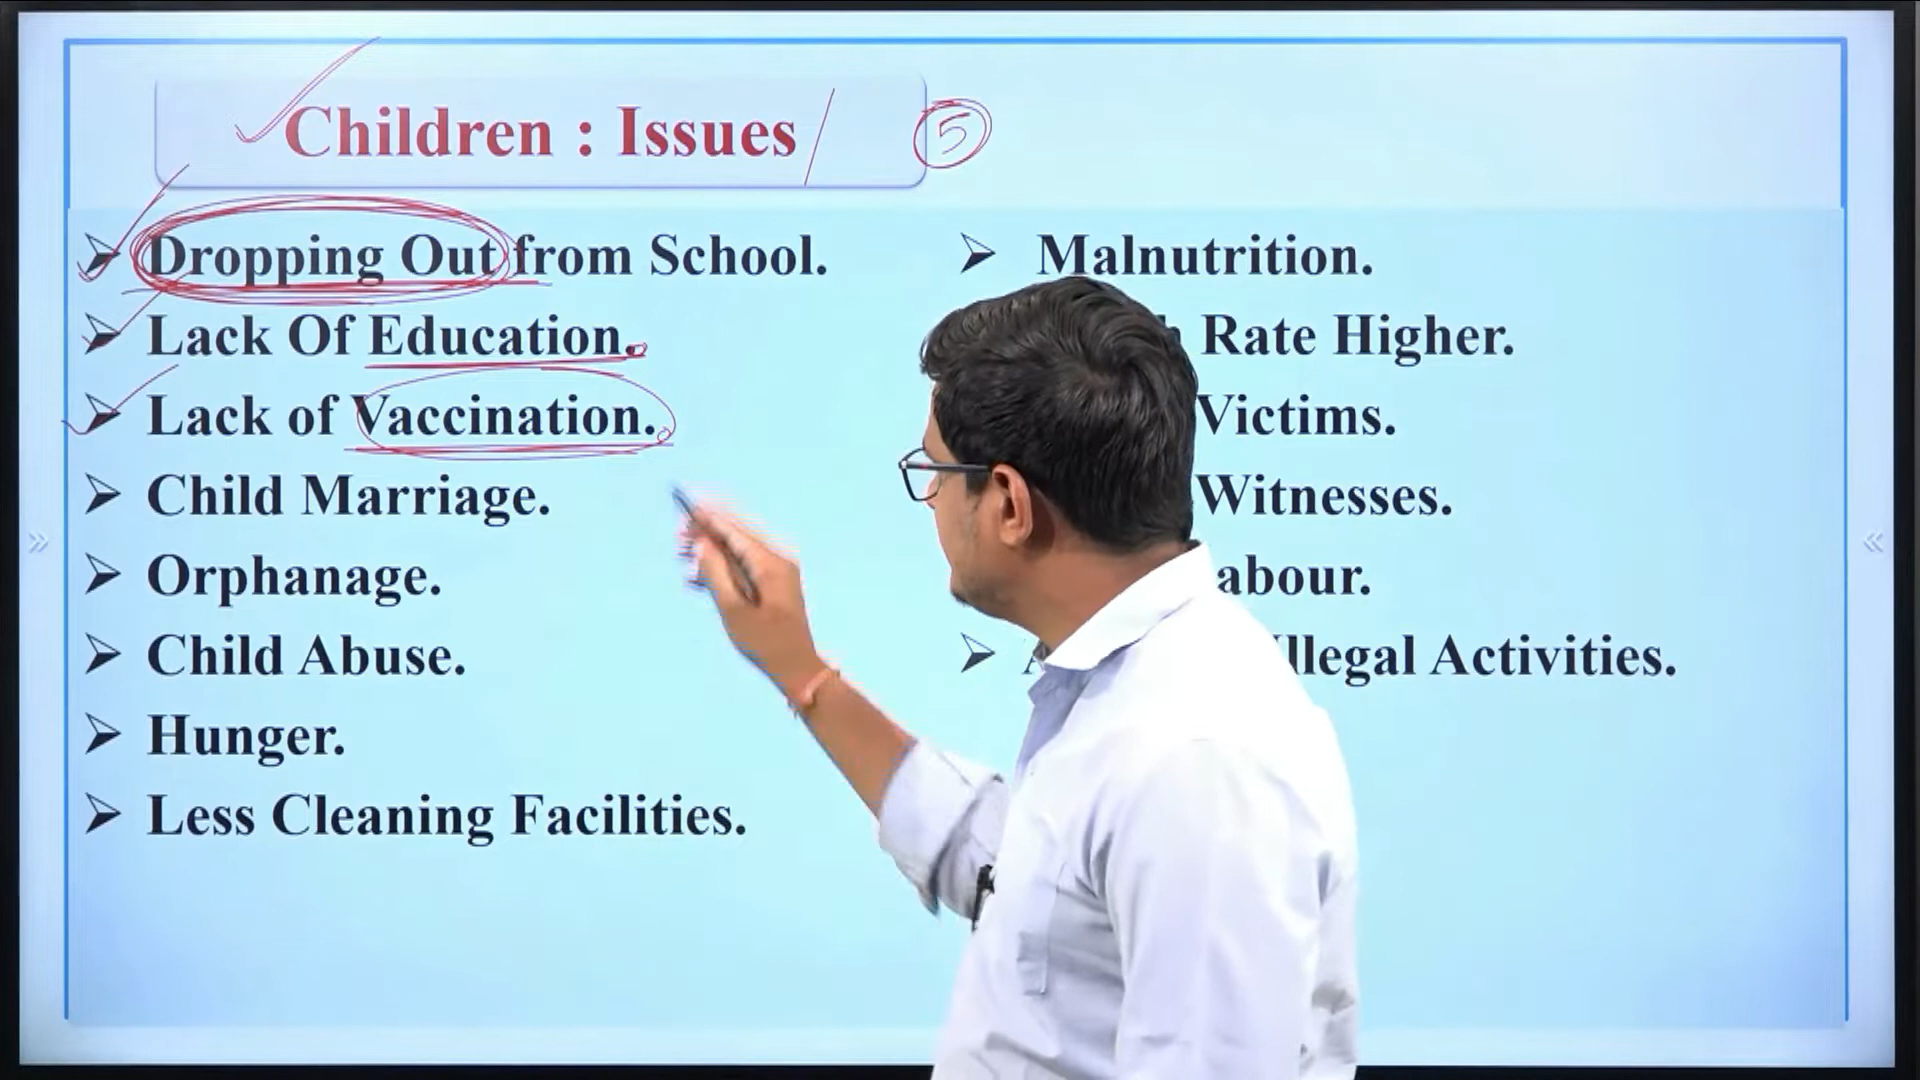 Children : Issues
5
Dropping Out from School.
Lack Of Education.
Lack of Vaccination.
Child Marriage.
Orphanage.
Child Abuse.
Hunger.
Less Cleaning Facilities.
Malnutrition.
Rate Higher.
Victims.
Witnesses.
abour.
Illegal Activities.